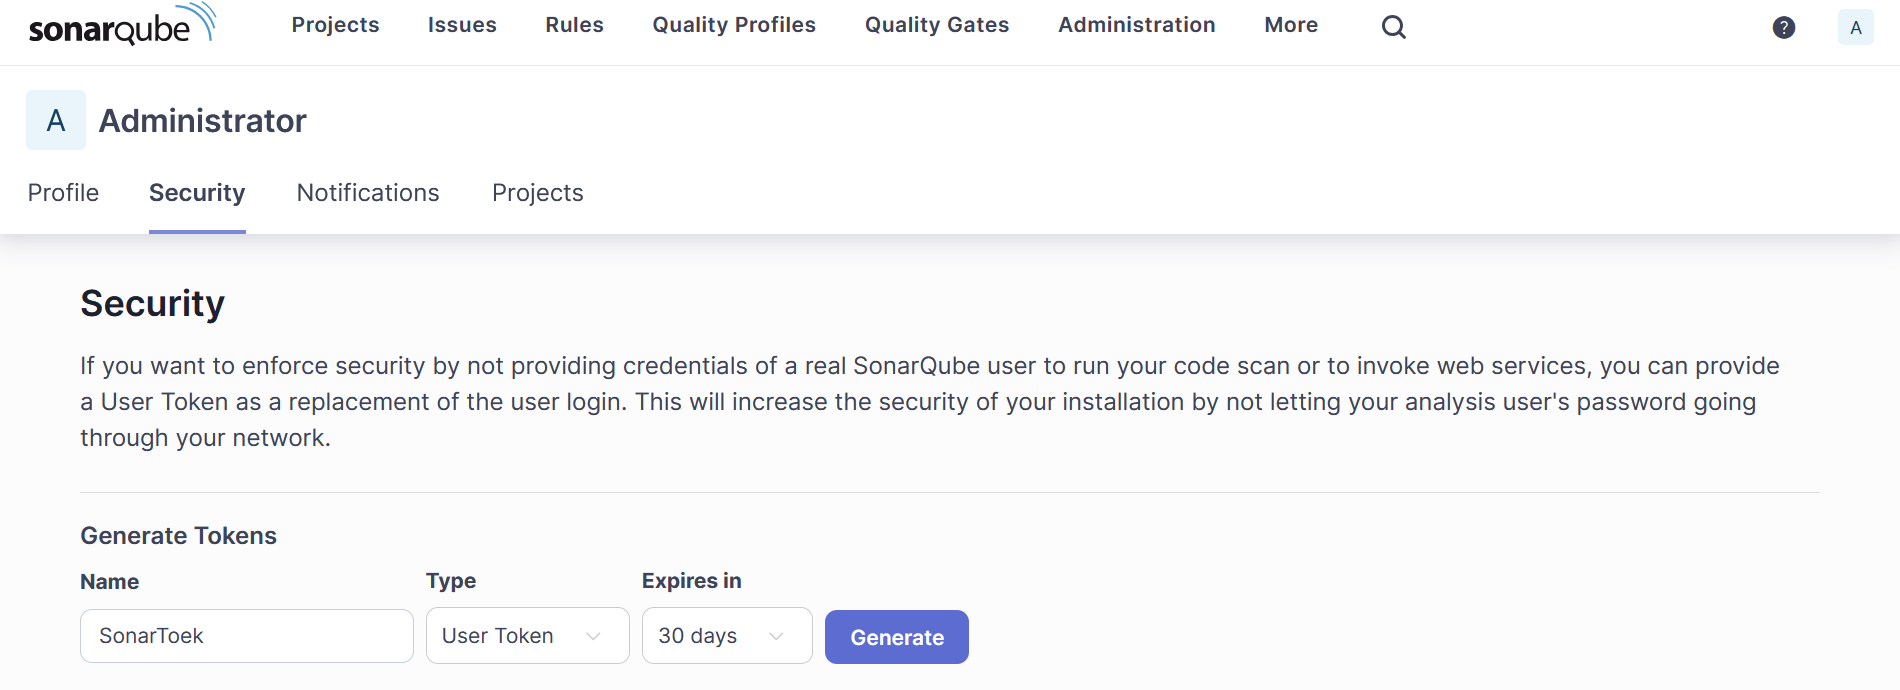 sonarqube Projects Issues Rules Quality Profiles Quality Gates Administration More ? A
A Administrator
Profile Security Notifications Projects
Security
If you want to enforce security by not providing credentials of a real SonarQube user to run your code scan or to invoke web services, you can provide
a User Token as a replacement of the user login. This will increase the security of your installation by not letting your analysis user's password going
through your network.
Generate Tokens
Name Type Expires in
SonarToek User Token 30 days Generate